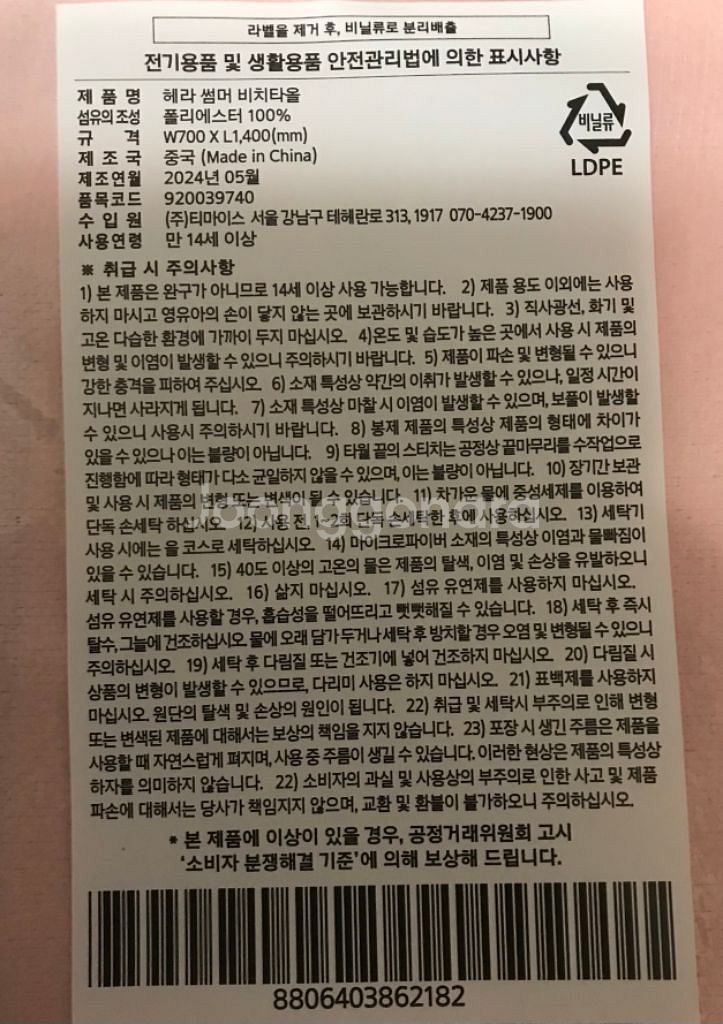 라벨을 제거 후, 비닐류로 분리배출
전기용품 및 생활용품 안전관리법에 의한 표시사항
제 품 명 헤라 썸머 비치타올
섬유의 조성 폴리에스터 100%
규 격 W700 X L1,400(mm)
제 조 국 중국 (Made in China)
제조연월 2024년 05월
품목코드 920039740
수 입 원 (주)티마이스 서울 강남구 테헤란로 313, 1917 070-4237-1900
사용연령 만 14세 이상
비닐류
LDPE
※ 취급 시 주의사항
1) 본 제품은 완구가 아니므로 14세 이상 사용 가능합니다. 2) 제품 용도 이외에는 사용
하지 마시고 영유아의 손이 닿지 않는 곳에 보관하시기 바랍니다. 3) 직사광선, 화기 및
고온 다습한 환경에 가까이 두지 마십시오. 4)온도 및 습도가 높은 곳에서 사용 시 제품의
변형 및 이염이 발생할 수 있으니 주의하시기 바랍니다. 5) 제품이 파손 및 변형될 수 있으니
강한 충격을 피하여 주십시오. 6) 소재 특성상 약간의 이취가 발생할 수 있으나, 일정 시간이
지나면 사라지게 됩니다. 7) 소재 특성상 마찰 시 이염이 발생할 수 있으며, 보풀이 발생할
수 있으니 사용시 주의하시기 바랍니다. 8) 봉제 제품의 특성상 제품의 형태에 차이가
있을 수 있으나 이는 불량이 아닙니다. 9) 타월 끝의 스티치는 공정상 끝마무리를 수작업으로
진행함에 따라 형태가 다소 균일하지 않을 수 있으며, 이는 불량이 아닙니다. 10) 장기간 보관
및 사용 시 제품의 변형 또는 변색이 될 수 있습니다. 11) 차가운 물에 중성세제를 이용하여
단독 손세탁 하십시오. 12) 사용 전 1~2회 단독 손세탁한 후에 사용하십시오. 13) 세탁기
사용 시에는 울 코스로 세탁하십시오. 14) 마이크로파이버 소재의 특성상 이염과 물빠짐이
있을 수 있습니다. 15) 40도 이상의 고온의 물은 제품의 탈색, 이염 및 손상을 유발하오니
세탁 시 주의하십시오. 16) 삶지 마십시오. 17) 섬유 유연제를 사용하지 마십시오.
섬유 유연제를 사용할 경우, 흡습성을 떨어뜨리고 뻣뻣해질 수 있습니다. 18) 세탁 후 즉시
탈수, 그늘에 건조하십시오. 물에 오래 담가 두거나 세탁 후 방치할 경우 오염 및 변형될 수 있으니
주의하십시오. 19) 세탁 후 다림질 또는 건조기에 넣어 건조하지 마십시오. 20) 다림질 시
상품의 변형이 발생할 수 있으므로, 다리미 사용은 하지 마십시오. 21) 표백제를 사용하지
마십시오. 원단의 탈색 및 손상의 원인이 됩니다. 22) 취급 및 세탁시 부주의로 인해 변형
또는 변색된 제품에 대해서는 보상의 책임을 지지 않습니다. 23) 포장 시 생긴 주름은 제품을
사용할 때 자연스럽게 펴지며, 사용 중 주름이 생길 수 있습니다. 이러한 현상은 제품의 특성상
하자를 의미하지 않습니다. 22) 소비자의 과실 및 사용상의 부주의로 인한 사고 및 제품
파손에 대해서는 당사가 책임지지 않으며, 교환 및 환불이 불가하오니 주의하십시오.
* 본 제품에 이상이 있을 경우, 공정거래위원회 고시
'소비자 분쟁해결 기준'에 의해 보상해 드립니다.
8806403862182
joonggonara